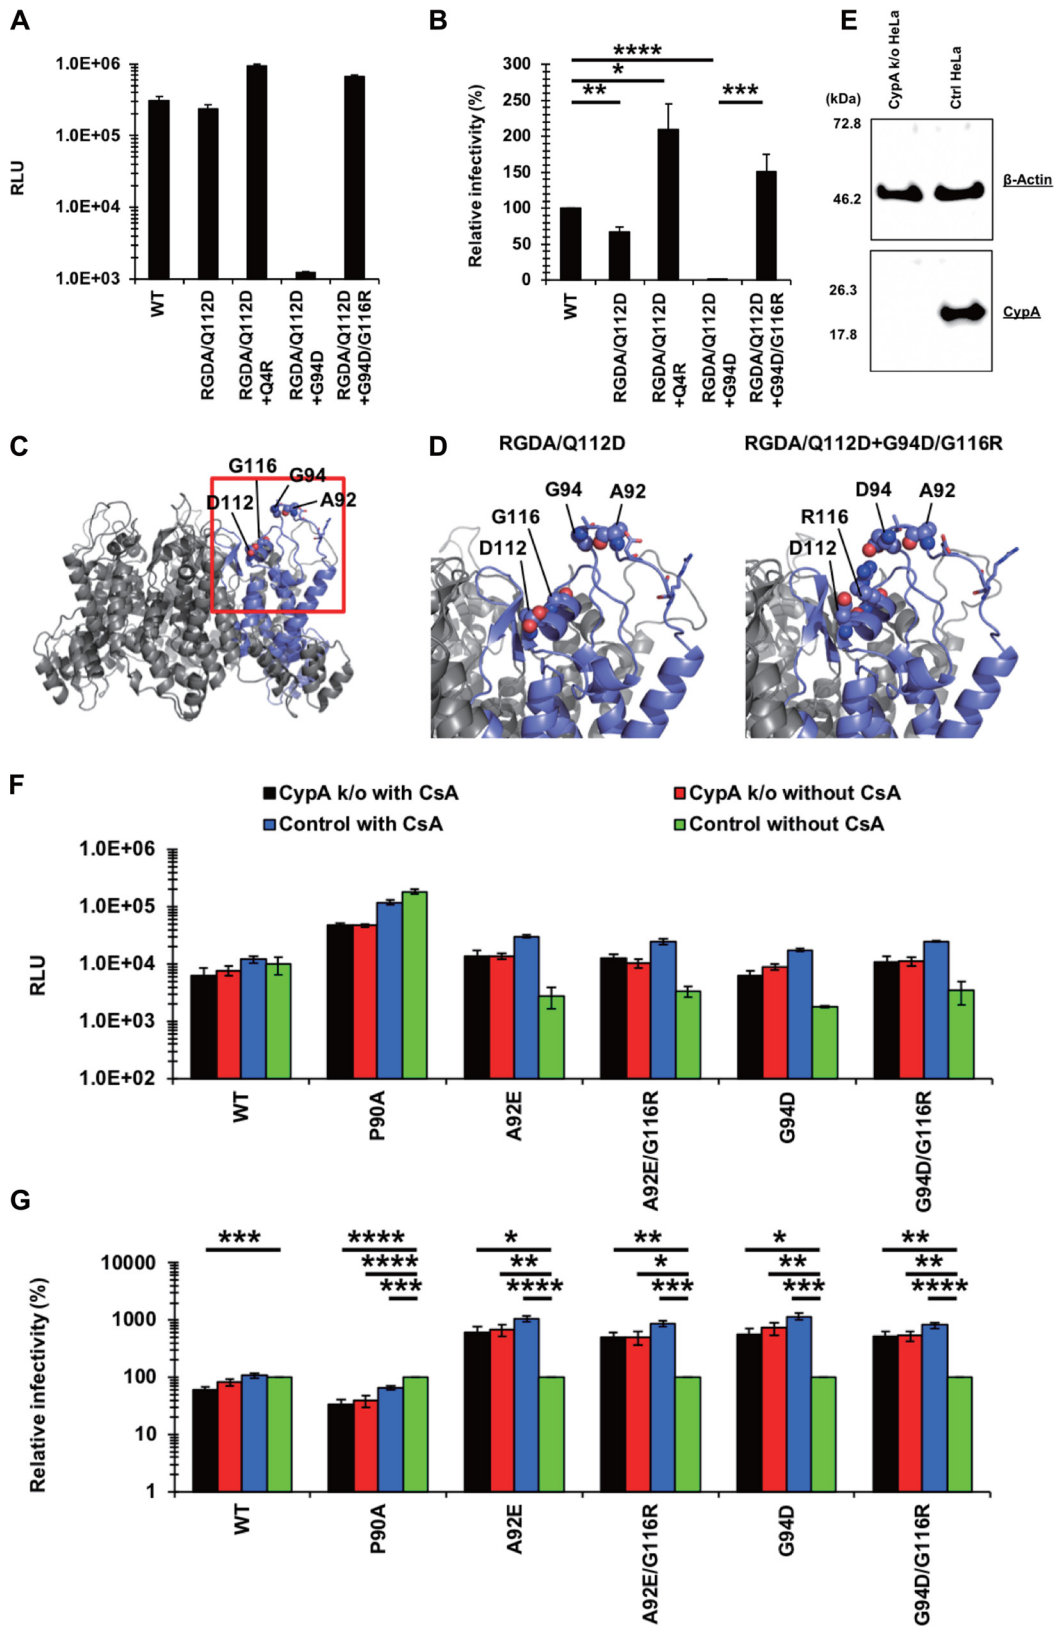 A
RLU
1.0E+06
1.0E+05
1.0E+04
1.0E+03
WT
RGDA/Q112D
RGDA/Q112D
+Q4R
RGDA/Q112D
+G94D
RGDA/Q112D
+G94D/G116R
B
Relative infectivity (%)
300
250
200
150
100
50
0
****
*
**
***
WT
RGDA/Q112D
RGDA/Q112D
+Q4R
RGDA/Q112D
+G94D
RGDA/Q112D
+G94D/G116R
E
CypA k/o HeLa
Ctrl HeLa
(kDa)
72.8
46.2
β-Actin
26.3
17.8
CypA
C
G116
G94
D112
A92
D
RGDA/Q112D
G94
A92
G116
D112
RGDA/Q112D+G94D/G116R
D94
A92
R116
D112
F
CypA k/o with CsA
CypA k/o without CsA
Control with CsA
Control without CsA
RLU
1.0E+06
1.0E+05
1.0E+04
1.0E+03
1.0E+02
WT
P90A
A92E
A92E/G116R
G94D
G94D/G116R
G
Relative infectivity (%)
10000
1000
100
10
1
***
****
****
***
*
**
****
**
*
***
*
**
***
**
**
****
WT
P90A
A92E
A92E/G116R
G94D
G94D/G116R